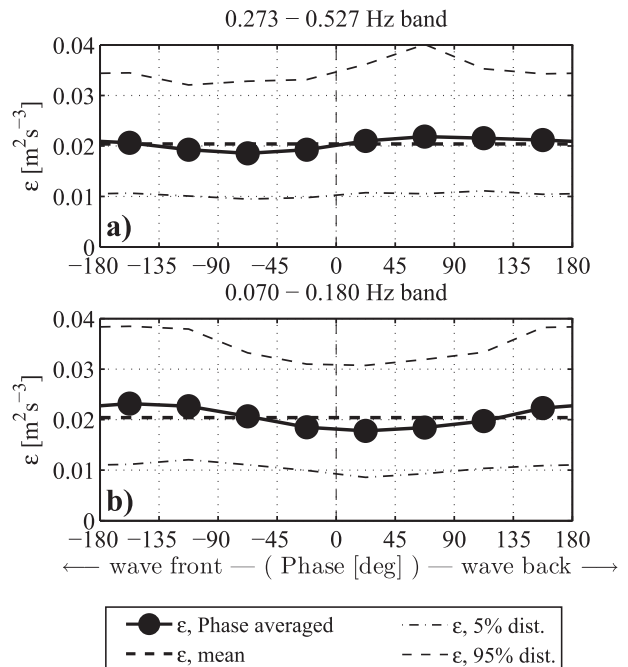 0.273 − 0.527 Hz band
0.04
0.03
0.02
0.01
0
ε [m²s⁻³]
a)
−180 −135 −90 −45 0 45 90 135 180
0.070 − 0.180 Hz band
0.04
0.03
0.02
0.01
0
ε [m²s⁻³]
b)
−180 −135 −90 −45 0 45 90 135 180
⟵ wave front — ( Phase [deg] ) — wave back ⟶
ε, Phase averaged
ε, mean
ε, 5% dist.
ε, 95% dist.